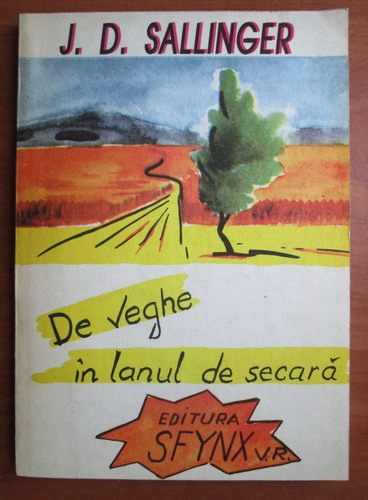 J. D. SALLINGER
De veghe
în lanul de secară
EDITURA
SFYNX V.R.